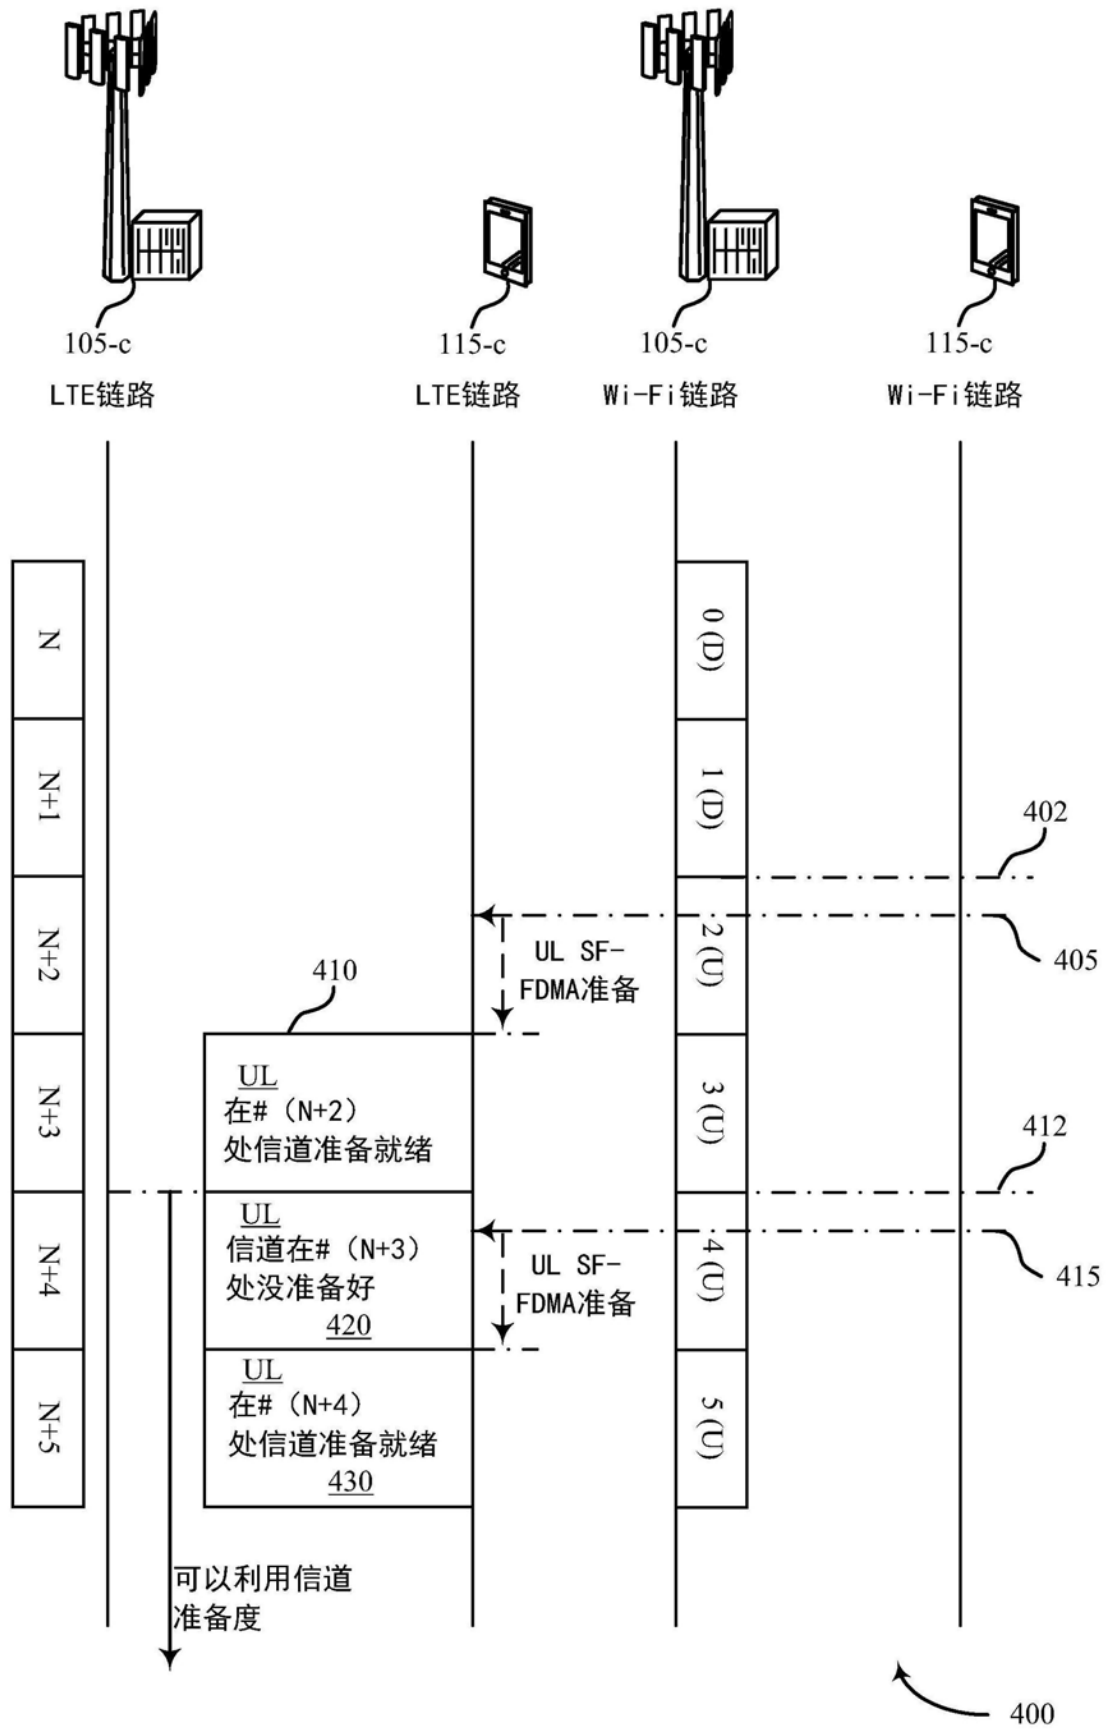 105-c
115-c
105-c
115-c
LTE链路
LTE链路
Wi-Fi链路
Wi-Fi链路
N
0 (D)
N+1
1 (D)
402
N+2
2 (U)
UL SF-
FDMA准备
405
410
N+3
UL
在#（N+2）
处信道准备就绪
3 (U)
412
N+4
UL
信道在#（N+3）
处没准备好
420
UL SF-
FDMA准备
4 (U)
415
N+5
UL
在#（N+4）
处信道准备就绪
430
5 (U)
可以利用信道
准备度
400